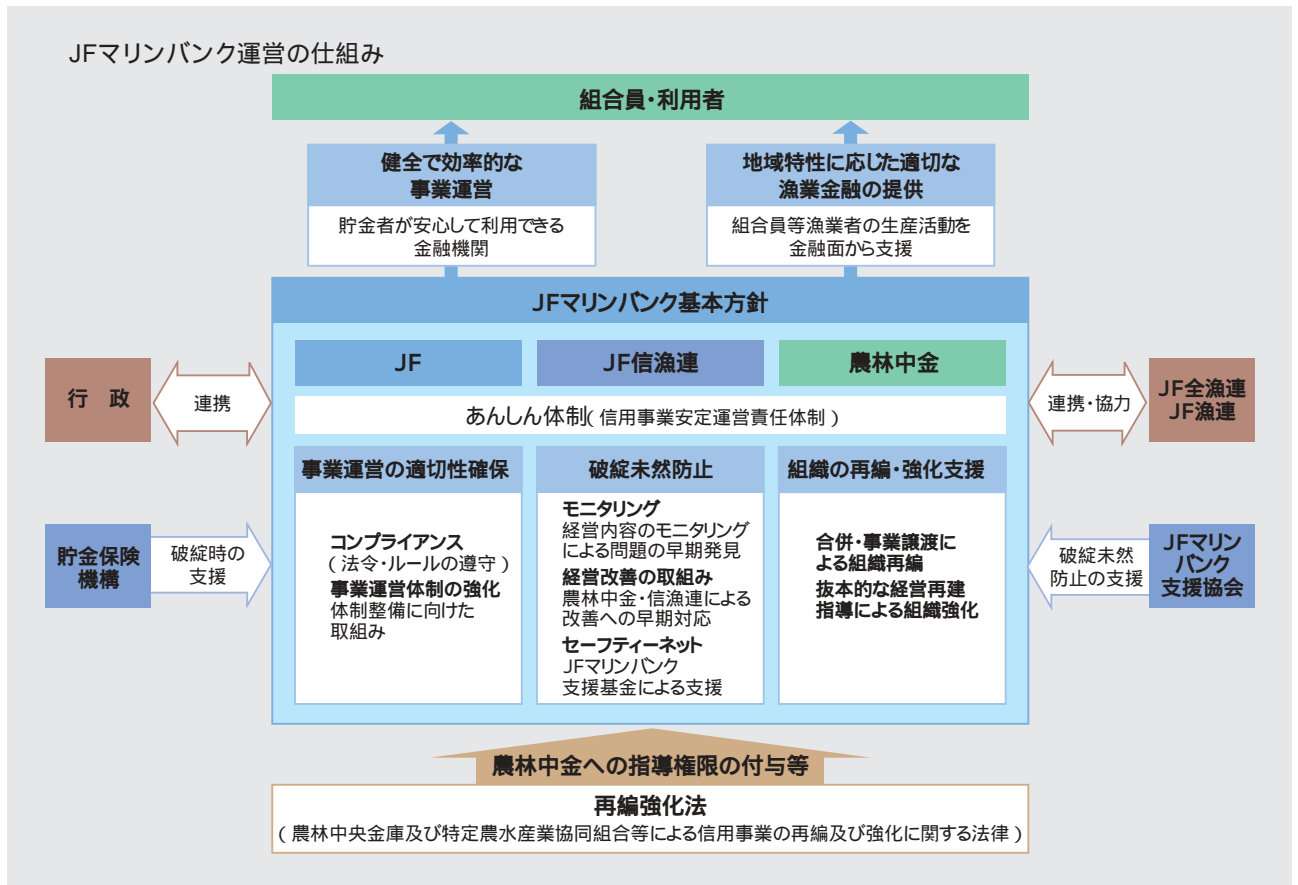 JFマリンバンク運営の仕組み
組合員・利用者
健全で効率的な
事業運営
貯金者が安心して利用できる
金融機関
地域特性に応じた適切な
漁業金融の提供
組合員等漁業者の生産活動を
金融面から支援
JFマリンバンク基本方針
JF
JF信漁連
農林中金
あんしん体制(信用事業安定運営責任体制)
行　政
連携
連携・協力
JF全漁連
JF漁連
貯金保険
機構
破綻時の
支援
事業運営の適切性確保
コンプライアンス
(法令・ルールの遵守)
事業運営体制の強化
体制整備に向けた
取組み
破綻未然防止
モニタリング
経営内容のモニタリング
による問題の早期発見
経営改善の取組み
農林中金・信漁連による
改善への早期対応
セーフティーネット
JFマリンバンク
支援基金による支援
組織の再編・強化支援
合併・事業譲渡に
よる組織再編
抜本的な経営再建
指導による組織強化
破綻未然
防止の支援
JFマリン
バンク
支援協会
農林中金への指導権限の付与等
再編強化法
(農林中央金庫及び特定農水産業協同組合等による信用事業の再編及び強化に関する法律)